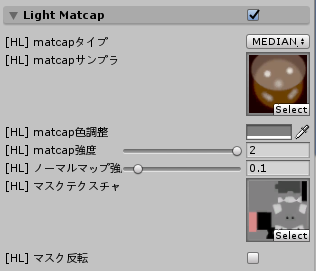 Light Matcap
[HL] matcapタイプ MEDIAN,
[HL] matcapサンプラ
Select
[HL] matcap色調整
[HL] matcap強度 2
[HL] ノーマルマップ強, 0.1
[HL] マスクテクスチャ
Select
[HL] マスク反転